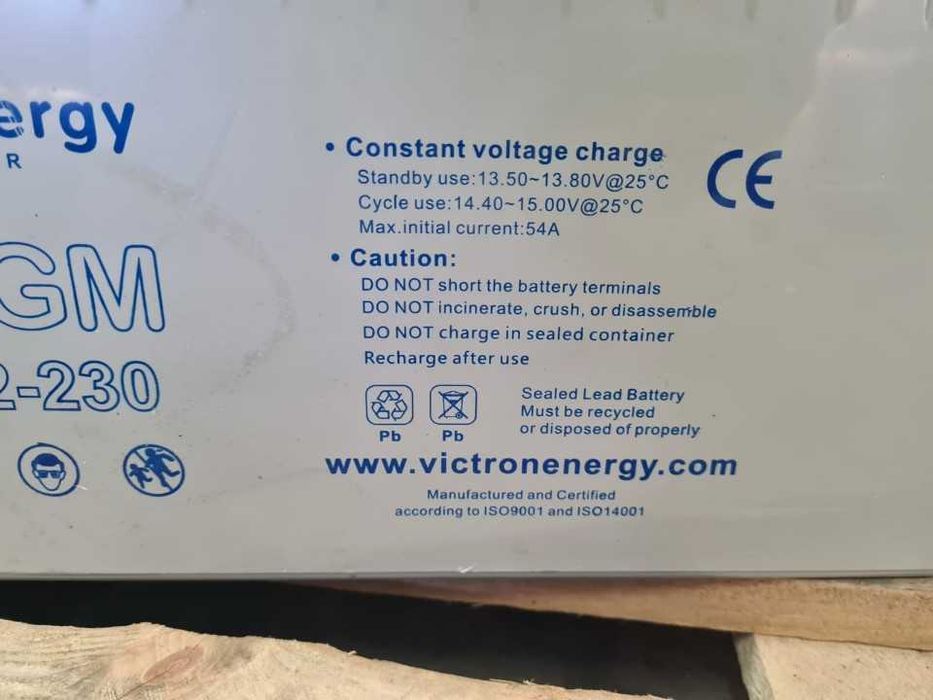 ergy
R
GM
2-230
• Constant voltage charge
Standby use:13.50~13.80V@25°C
Cycle use:14.40~15.00V@25°C
Max.initial current:54A
CE
• Caution:
DO NOT short the battery terminals
DO NOT incinerate, crush, or disassemble
DO NOT charge in sealed container
Recharge after use
Pb
Pb
Sealed Lead Battery
Must be recycled
or disposed of properly
www.victronenergy.com
Manufactured and Certified
according to ISO9001 and ISO14001